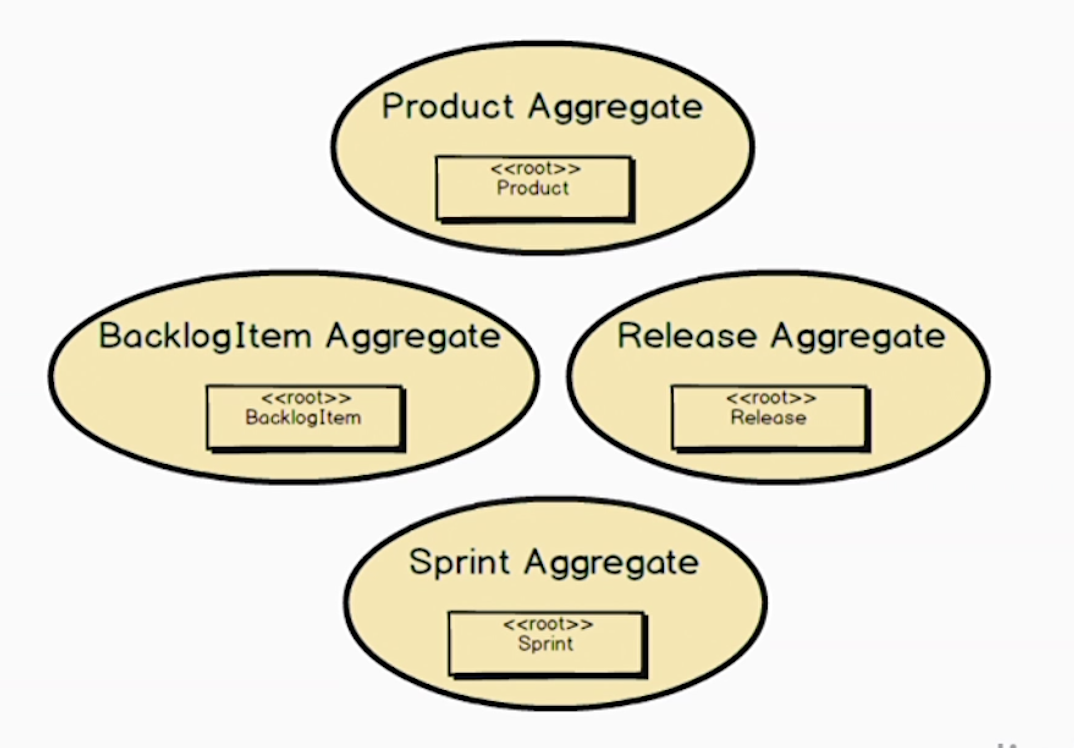 Product Aggregate
<<root>>
Product
BacklogItem Aggregate
<<root>>
BacklogItem
Release Aggregate
<<root>>
Release
Sprint Aggregate
<<root>>
Sprint